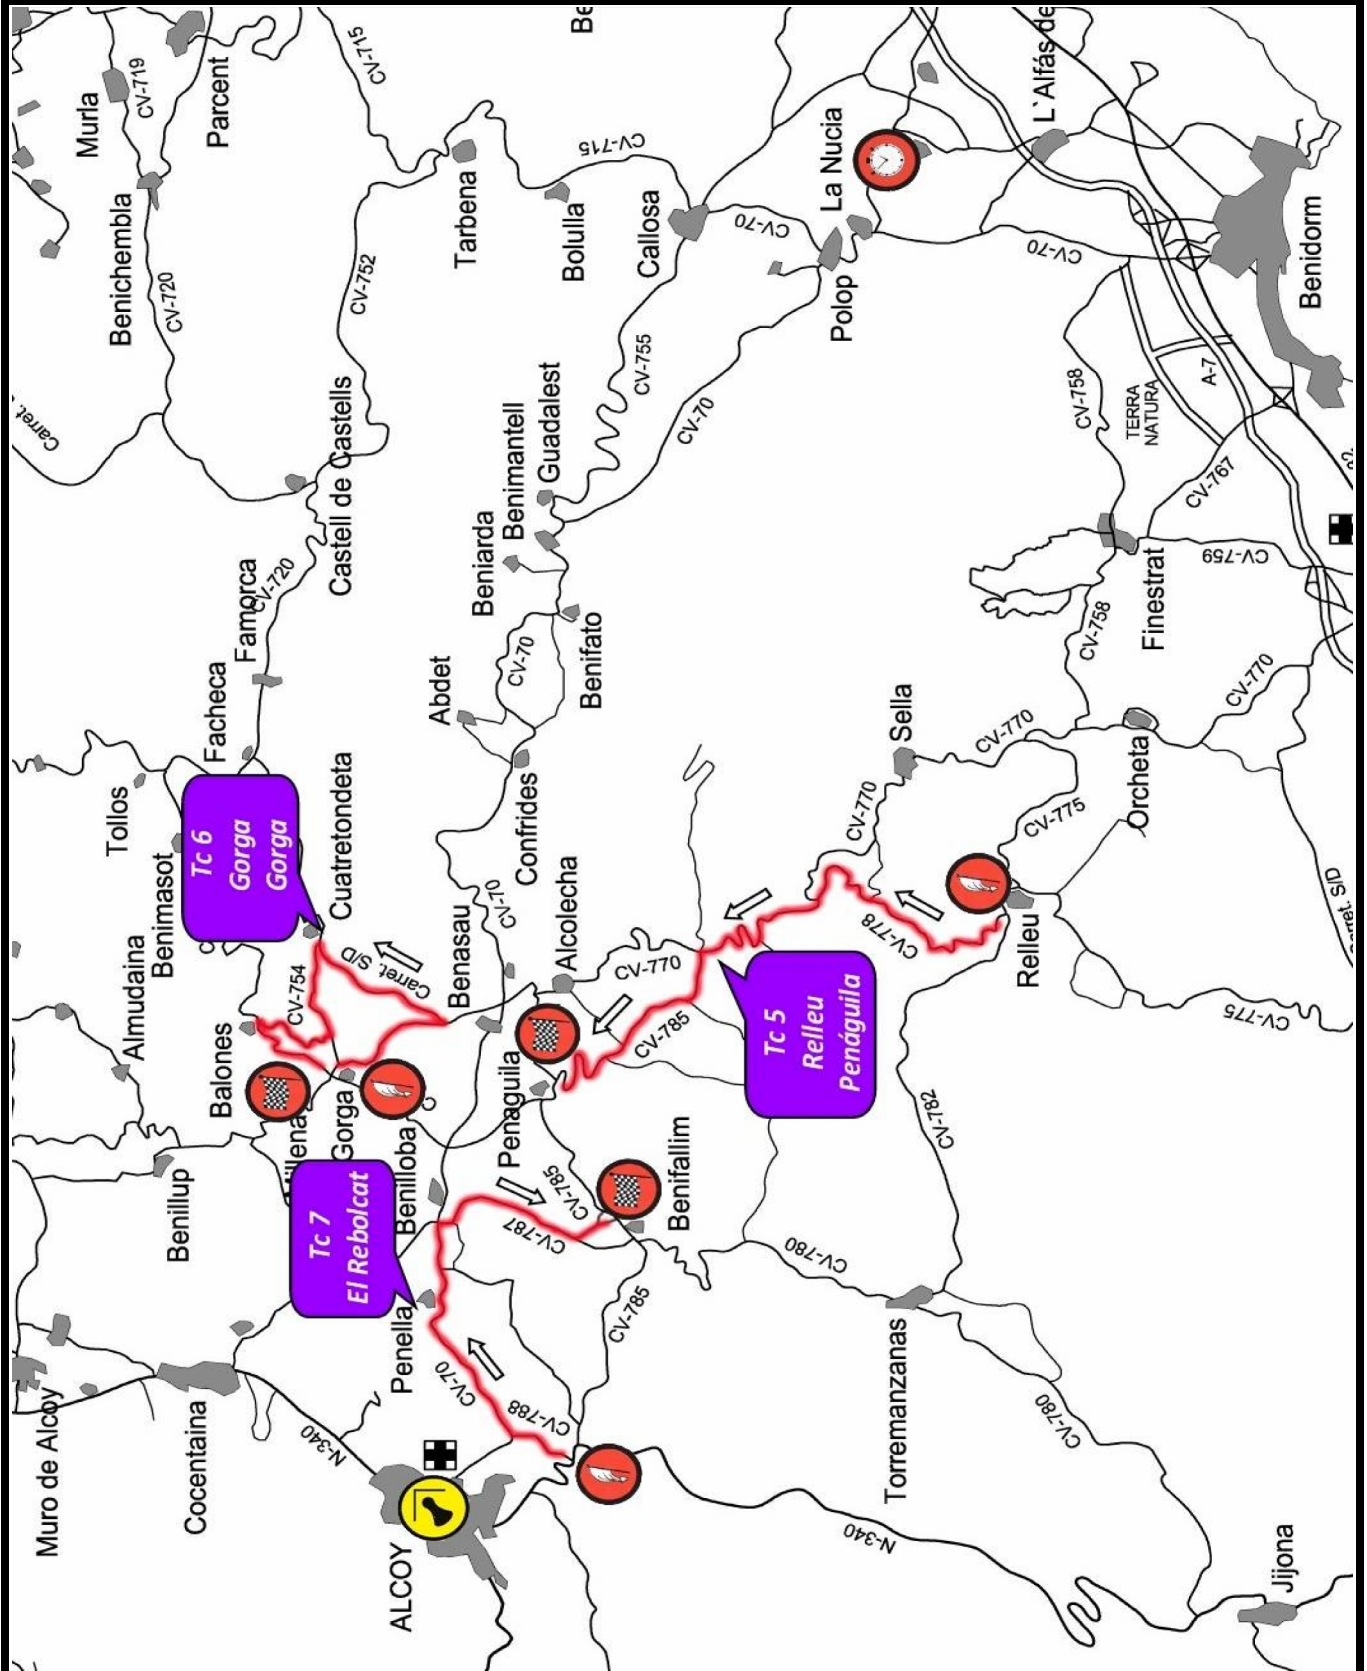 Muro de Alcoy
Cocentaina
N-340
ALCOY
Benillup
Almudaina
Balones
Benimasot
Tollos
Facheca
Famorca
CV-720
Carret.
Benichembla
CV-720
Murla
CV-719
Parcent
CV-715
Tc 6
Gorga
Gorga
Cuatretondeta
CV-754
Carret. S/D
Gorga
Benilloba
Tc 7
El Rebolcat
Penella
CV-70
CV-788
Castell de Castells
CV-752
Tarbena
Bolulla
CV-715
Be
Callosa
Benasau
CV-70
Confrides
Abdet
CV-70
Beniarda
Benimantell
Guadalest
Benifato
CV-755
CV-70
CV-70
Alcolecha
Penaguila
CV-785
CV-787
Benifallim
CV-785
CV-770
CV-785
Tc 5
Relleu
Penáguila
CV-780
Torremanzanas
CV-782
CV-778
CV-770
Sella
Polop
La Nucia
CV-70
L`Alfás de
N-340
CV-780
Jijona
Relleu
CV-775
CV-775
CV-770
Orcheta
CV-758
CV-758
Finestrat
TERRA
NATURA
A-7
CV-767
CV-759
CV-770
Benidorm